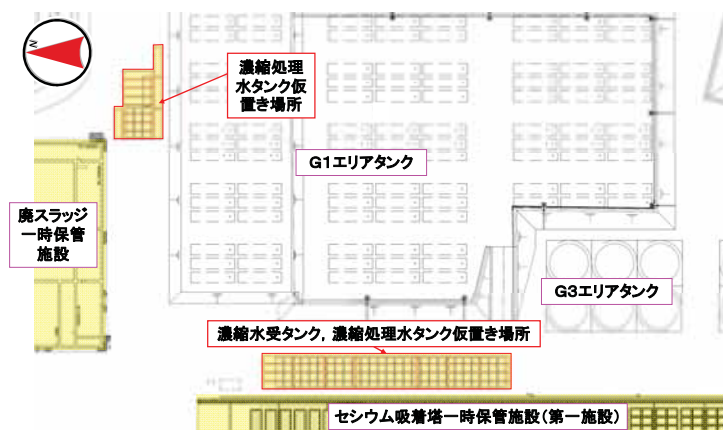 N
濃縮処理
水タンク仮
置き場所
G1エリアタンク
廃スラッジ
一時保管
施設
G3エリアタンク
濃縮水受タンク，濃縮処理水タンク仮置き場所
セシウム吸着塔一時保管施設（第一施設）